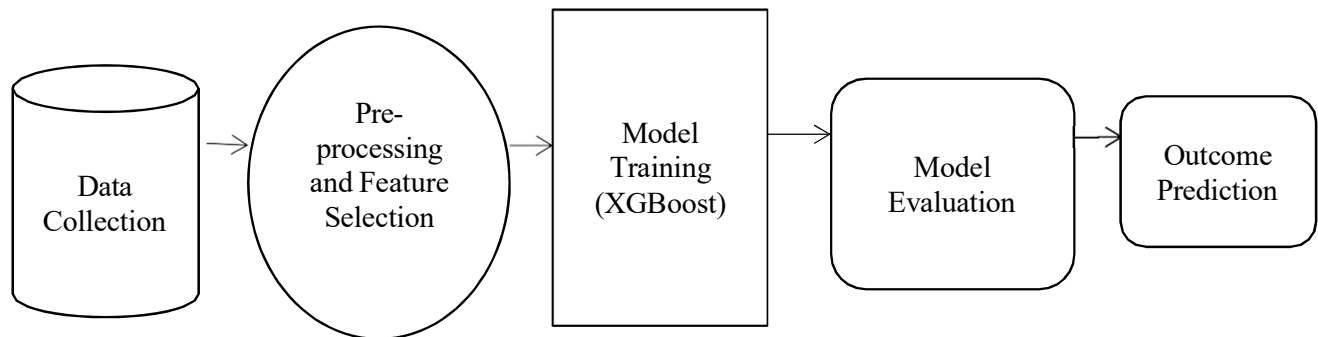 Data
Collection
Pre-
processing
and Feature
Selection
Model
Training
(XGBoost)
Model
Evaluation
Outcome
Prediction